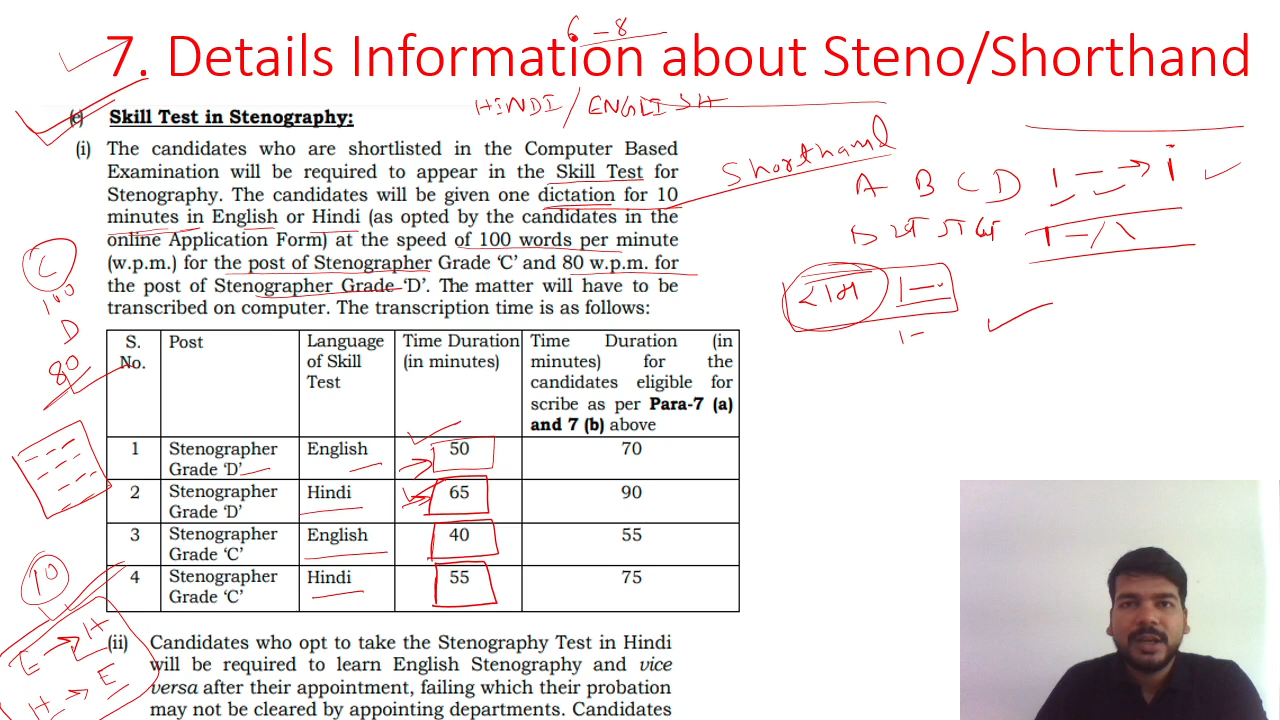 6 – 8
7. Details Information about Steno/Shorthand
HINDI / ENGLISH
(c) Skill Test in Stenography:
(i) The candidates who are shortlisted in the Computer Based
Examination will be required to appear in the Skill Test for
Stenography. The candidates will be given one dictation for 10
minutes in English or Hindi (as opted by the candidates in the
online Application Form) at the speed of 100 words per minute
(w.p.m.) for the post of Stenographer Grade ‘C’ and 80 w.p.m. for
the post of Stenographer Grade ‘D’. The matter will have to be
transcribed on computer. The transcription time is as follows:
Shorthand
A B C D
C
100
D
80
S. No. Post Language of Skill Test Time Duration (in minutes) Time Duration (in minutes) for the candidates eligible for scribe as per Para-7 (a) and 7 (b) above
1 Stenographer Grade ‘D’ English 50 70
2 Stenographer Grade ‘D’ Hindi 65 90
3 Stenographer Grade ‘C’ English 40 55
4 Stenographer Grade ‘C’ Hindi 55 75
10
E → H
H → E
(ii) Candidates who opt to take the Stenography Test in Hindi
will be required to learn English Stenography and vice
versa after their appointment, failing which their probation
may not be cleared by appointing departments. Candidates